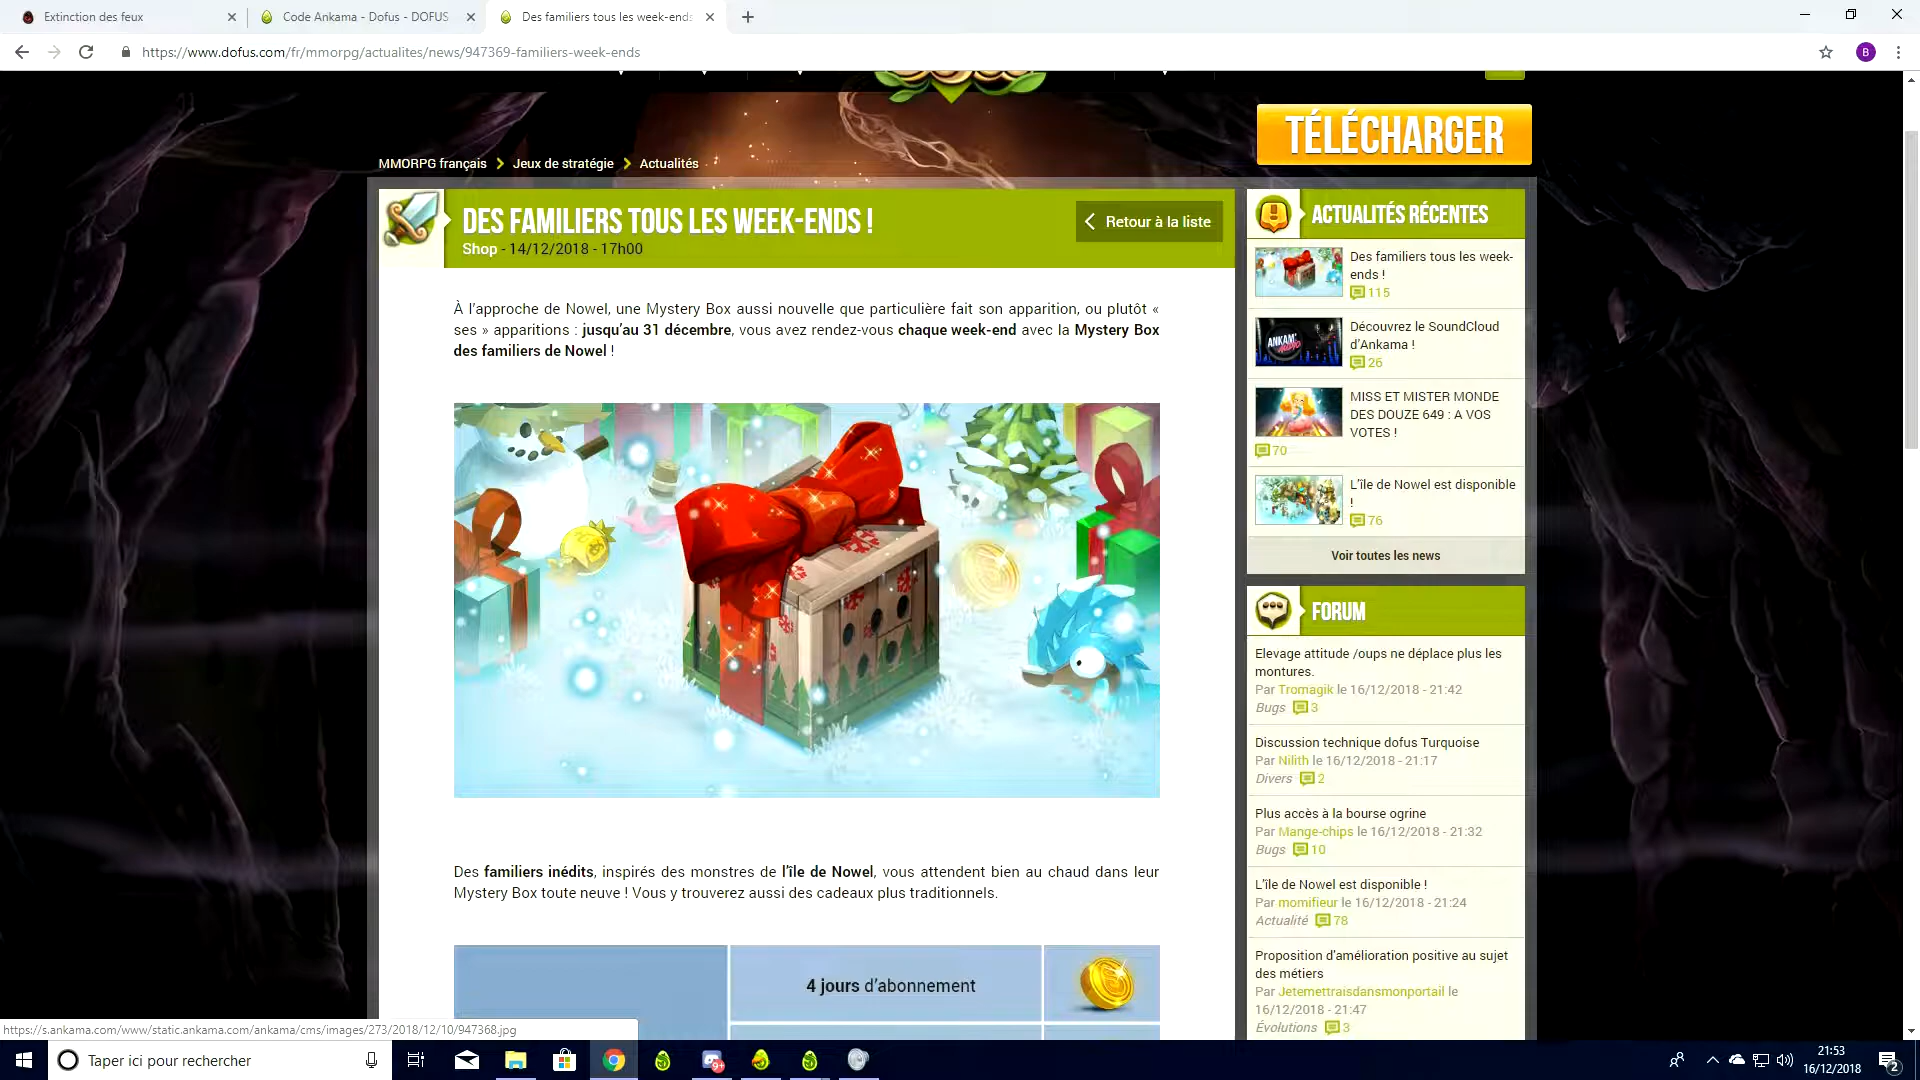 Extinction des feux
Code Ankama - Dofus - DOFUS
Des familiers tous les week-ends
https://www.dofus.com/fr/mmorpg/actualites/news/947369-familiers-week-ends
B
TÉLÉCHARGER
MMORPG français
Jeux de stratégie
Actualités
DES FAMILIERS TOUS LES WEEK-ENDS !
Shop - 14/12/2018 - 17h00
Retour à la liste
À l'approche de Nowel, une Mystery Box aussi nouvelle que particulière fait son apparition, ou plutôt «
ses » apparitions : jusqu'au 31 décembre, vous avez rendez-vous chaque week-end avec la Mystery Box
des familiers de Nowel !
Des familiers inédits, inspirés des monstres de l'île de Nowel, vous attendent bien au chaud dans leur
Mystery Box toute neuve ! Vous y trouverez aussi des cadeaux plus traditionnels.
4 jours d'abonnement
ACTUALITÉS RÉCENTES
Des familiers tous les week-
ends !
115
ANKAMA
Découvrez le SoundCloud
d'Ankama !
26
MISS ET MISTER MONDE
DES DOUZE 649 : A VOS
VOTES !
70
L'île de Nowel est disponible
!
76
Voir toutes les news
FORUM
Elevage attitude /oups ne déplace plus les
montures.
Par Tromagik le 16/12/2018 - 21:42
Bugs 3
Discussion technique dofus Turquoise
Par Nilith le 16/12/2018 - 21:17
Divers 2
Plus accès à la bourse ogrine
Par Mange-chips le 16/12/2018 - 21:32
Bugs 10
L'île de Nowel est disponible !
Par momifieur le 16/12/2018 - 21:24
Actualité 78
Proposition d'amélioration positive au sujet
des métiers
Par Jetemettraisdansmonportail le
16/12/2018 - 21:47
Évolutions 3
https://s.ankama.com/www/static.ankama.com/ankama/cms/images/273/2018/12/10/947368.jpg
Taper ici pour rechercher
9+
21:53
16/12/2018
2